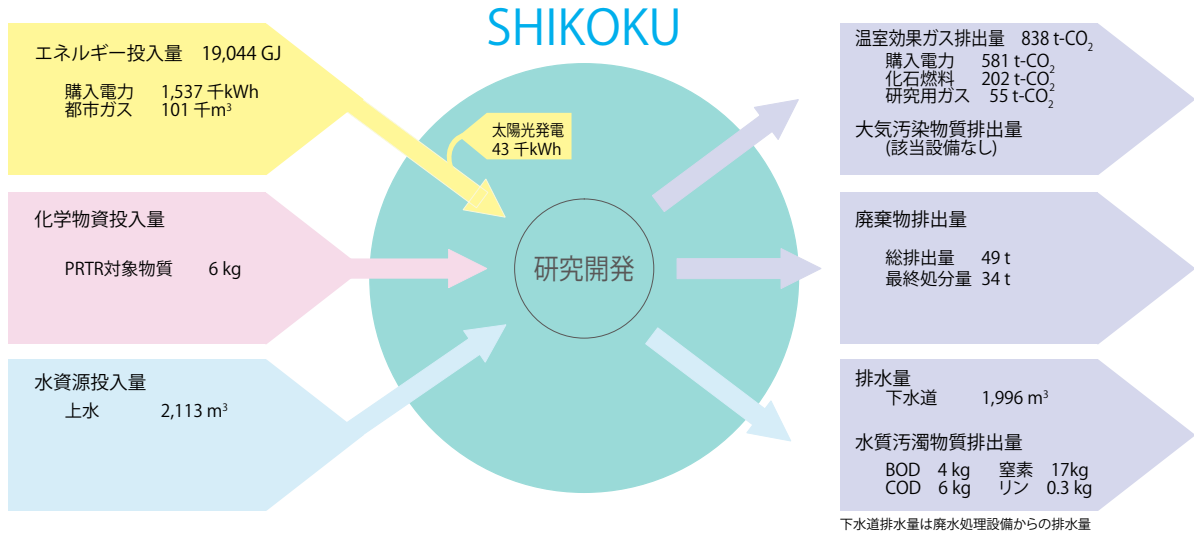 SHIKOKU
エネルギー投入量 19,044 GJ
購入電力 1,537 千kWh
都市ガス 101 千m³
太陽光発電
43 千kWh
化学物資投入量
PRTR対象物質 6 kg
水資源投入量
上水 2,113 m³
研究開発
温室効果ガス排出量 838 t-CO₂
購入電力 581 t-CO₂
化石燃料 202 t-CO₂
研究用ガス 55 t-CO₂
大気汚染物質排出量
(該当設備なし)
廃棄物排出量
総排出量 49 t
最終処分量 34 t
排水量
下水道 1,996 m³
水質汚濁物質排出量
BOD 4 kg 窒素 17kg
COD 6 kg リン 0.3 kg
下水道排水量は廃水処理設備からの排水量